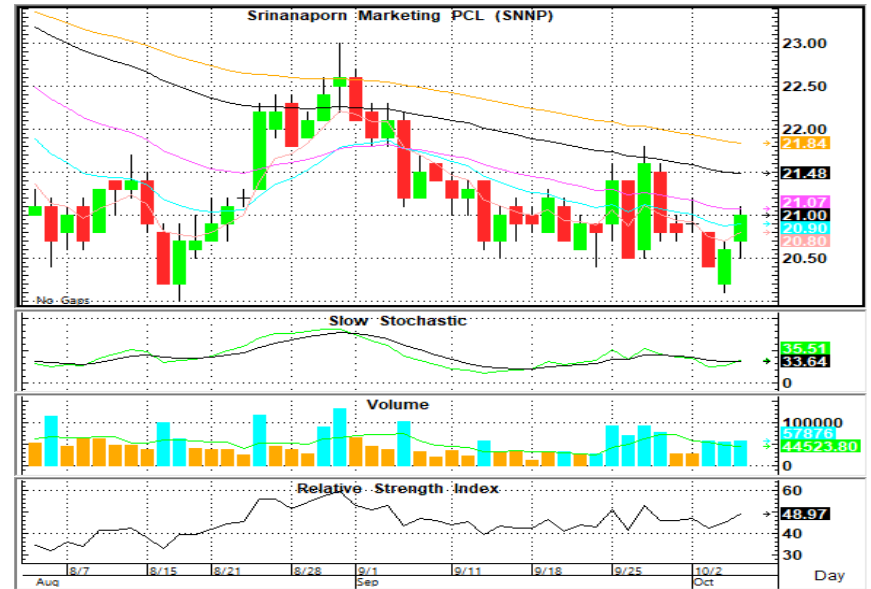 Srinanaporn Marketing PCL (SNNP)
23.00
22.50
22.00
21.84
21.48
21.07
21.00
20.90
20.80
20.50
No Gaps
Slow Stochastic
35.51
33.64
0
Volume
100000
57876
44523.80
0
Relative Strength Index
60
48.97
40
30
8/7 8/15 8/21 8/28 9/1 9/11 9/18 9/25 10/2
Aug Sep Oct
Day